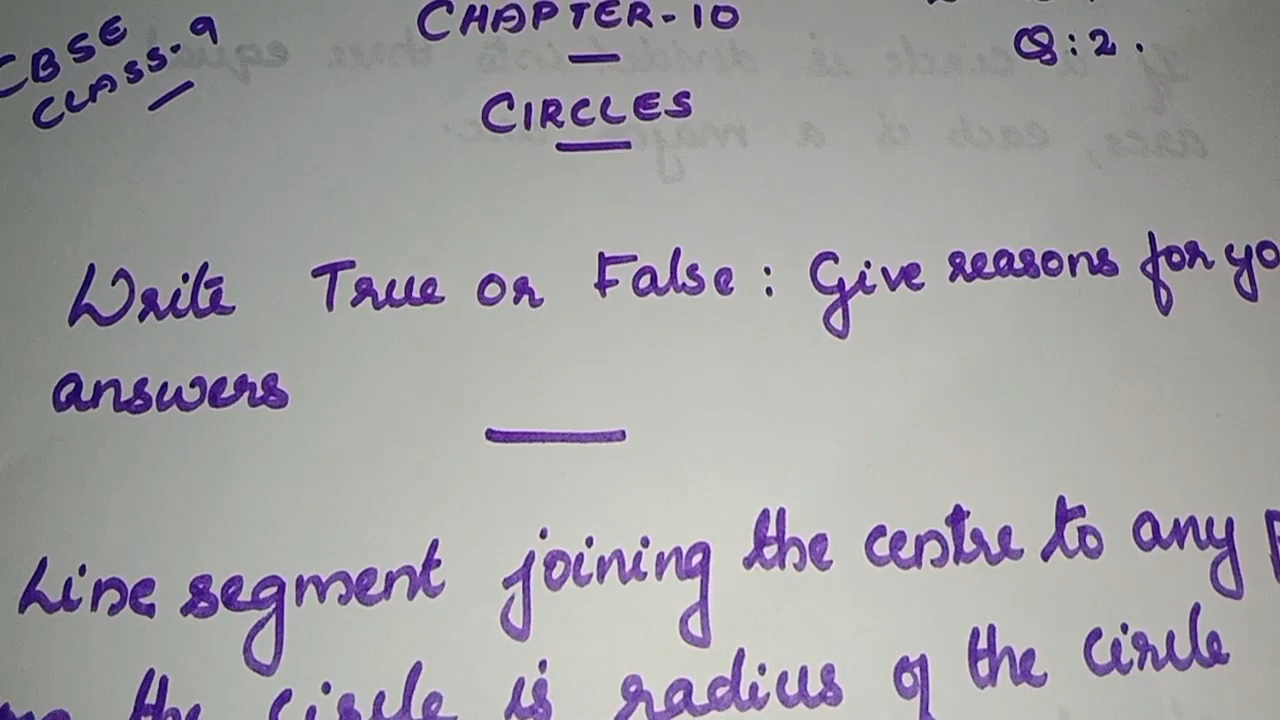 CBSE
CLASS-9
CHAPTER-10
Q:2.
CIRCLES
Write True or False: Give reasons for
answers
Line segment joining the centre to any
the circle is radius of the circle